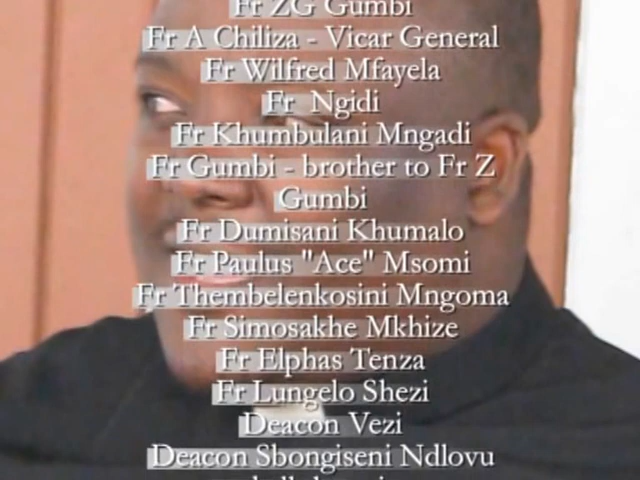 Fr ZG Gumbi
Fr A Chiliza - Vicar General
Fr Wilfred Mfayela
Fr Ngidi
Fr Khumbulani Mngadi
Fr Gumbi - brother to Fr Z
Gumbi
Fr Dumisani Khumalo
Fr Paulus "Ace" Msomi
Fr Thembelenkosini Mngoma
Fr Simosakhe Mkhize
Fr Elphas Tenza
Fr Lungelo Shezi
Deacon Vezi
Deacon Sbongiseni Ndlovu